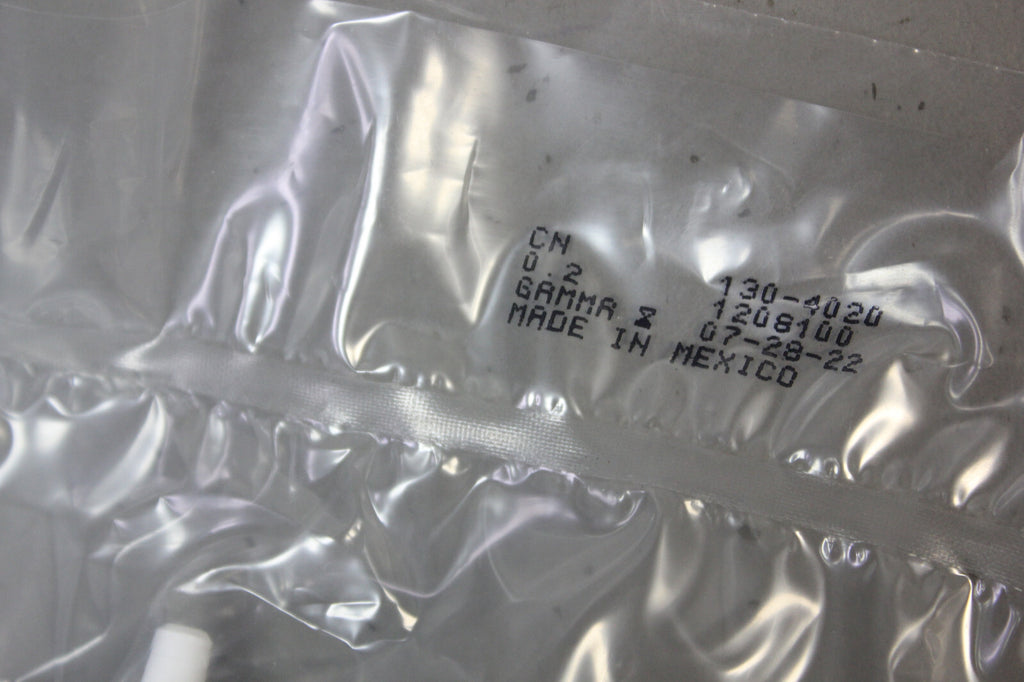 CN 130-4020
0.2 1208100
GAMMA ⧗ 07-28-22
MADE IN MEXICO